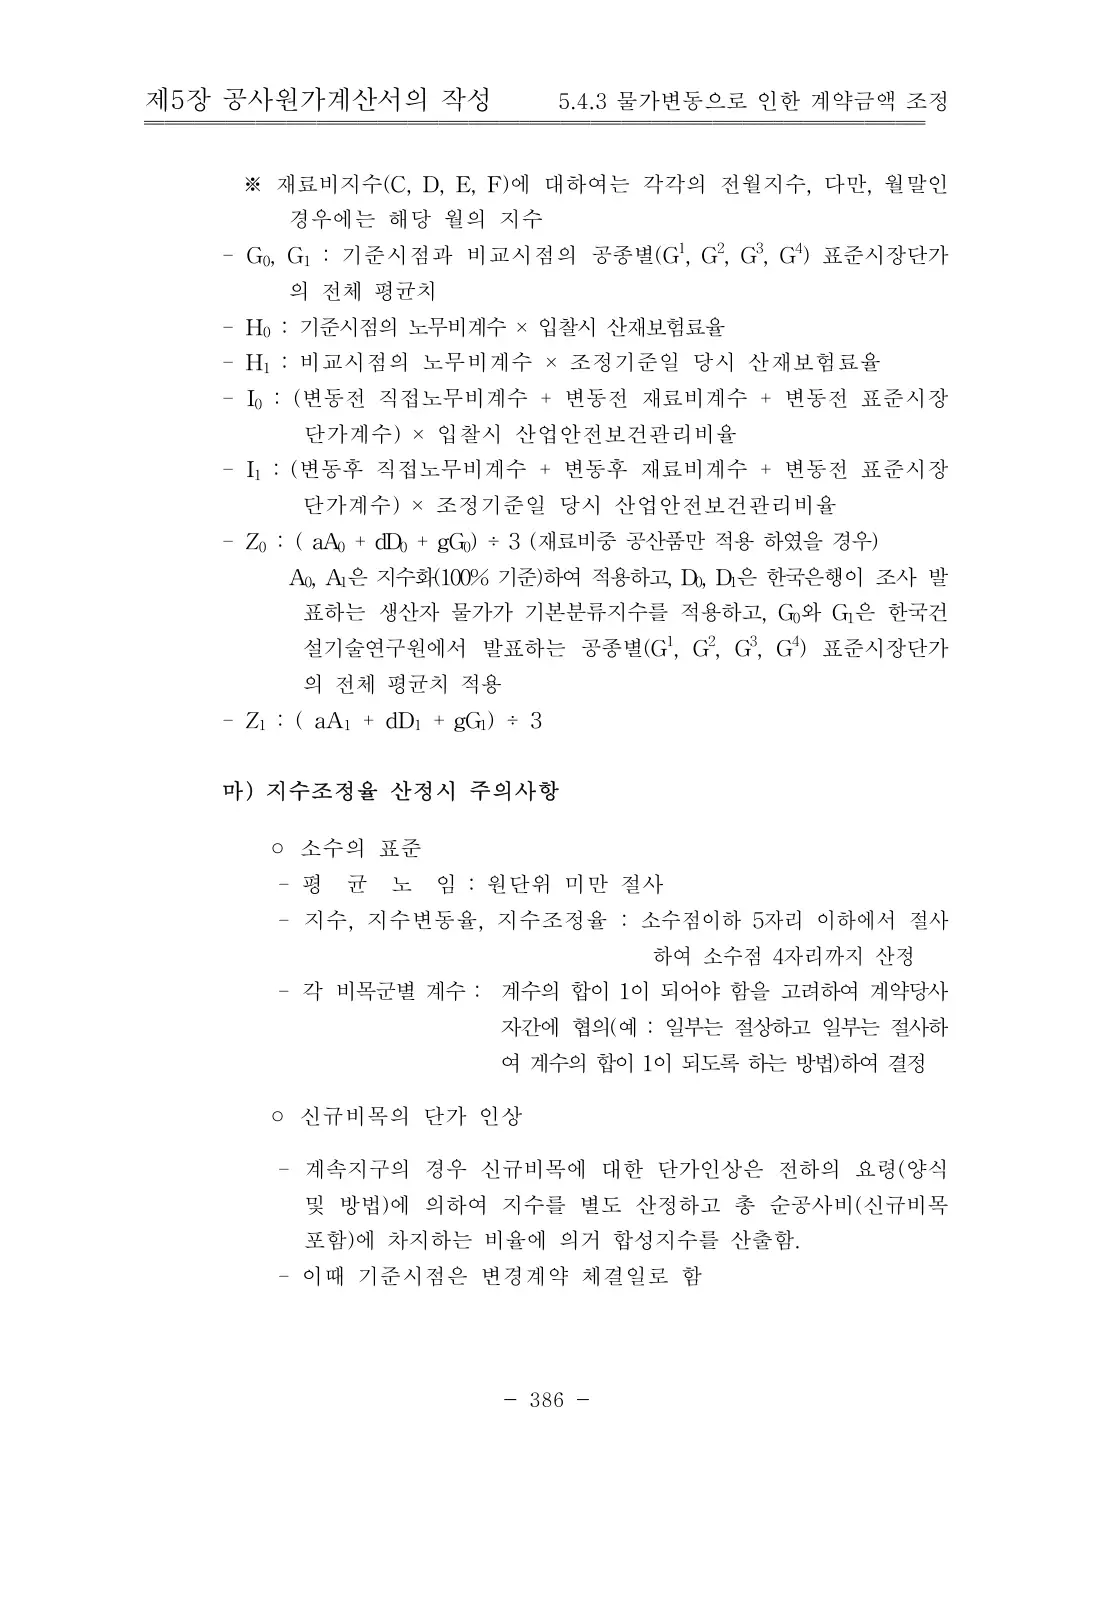 제5장 공사원가계산서의 작성 5.4.3 물가변동으로 인한 계약금액 조정
※ 재료비지수(C, D, E, F)에 대하여는 각각의 전월지수, 다만, 월말인
경우에는 해당 월의 지수
- G₀, G₁ : 기준시점과 비교시점의 공종별(G¹, G², G³, G⁴) 표준시장단가
의 전체 평균치
- H₀ : 기준시점의 노무비계수 × 입찰시 산재보험료율
- H₁ : 비교시점의 노무비계수 × 조정기준일 당시 산재보험료율
- I₀ : (변동전 직접노무비계수 + 변동전 재료비계수 + 변동전 표준시장
단가계수) × 입찰시 산업안전보건관리비율
- I₁ : (변동후 직접노무비계수 + 변동후 재료비계수 + 변동전 표준시장
단가계수) × 조정기준일 당시 산업안전보건관리비율
- Z₀ : ( aA₀ + dD₀ + gG₀) ÷ 3 (재료비중 공산품만 적용 하였을 경우)
A₀, A₁은 지수화(100% 기준)하여 적용하고, D₀, D₁은 한국은행이 조사 발
표하는 생산자 물가가 기본분류지수를 적용하고, G₀와 G₁은 한국건
설기술연구원에서 발표하는 공종별(G¹, G², G³, G⁴) 표준시장단가
의 전체 평균치 적용
- Z₁ : ( aA₁ + dD₁ + gG₁) ÷ 3
마) 지수조정율 산정시 주의사항
○ 소수의 표준
- 평 균 노 임 : 원단위 미만 절사
- 지수, 지수변동율, 지수조정율 : 소수점이하 5자리 이하에서 절사
하여 소수점 4자리까지 산정
- 각 비목군별 계수 : 계수의 합이 1이 되어야 함을 고려하여 계약당사
자간에 협의(예 : 일부는 절상하고 일부는 절사하
여 계수의 합이 1이 되도록 하는 방법)하여 결정
○ 신규비목의 단가 인상
- 계속지구의 경우 신규비목에 대한 단가인상은 전하의 요령(양식
및 방법)에 의하여 지수를 별도 산정하고 총 순공사비(신규비목
포함)에 차지하는 비율에 의거 합성지수를 산출함.
- 이때 기준시점은 변경계약 체결일로 함
- 386 -